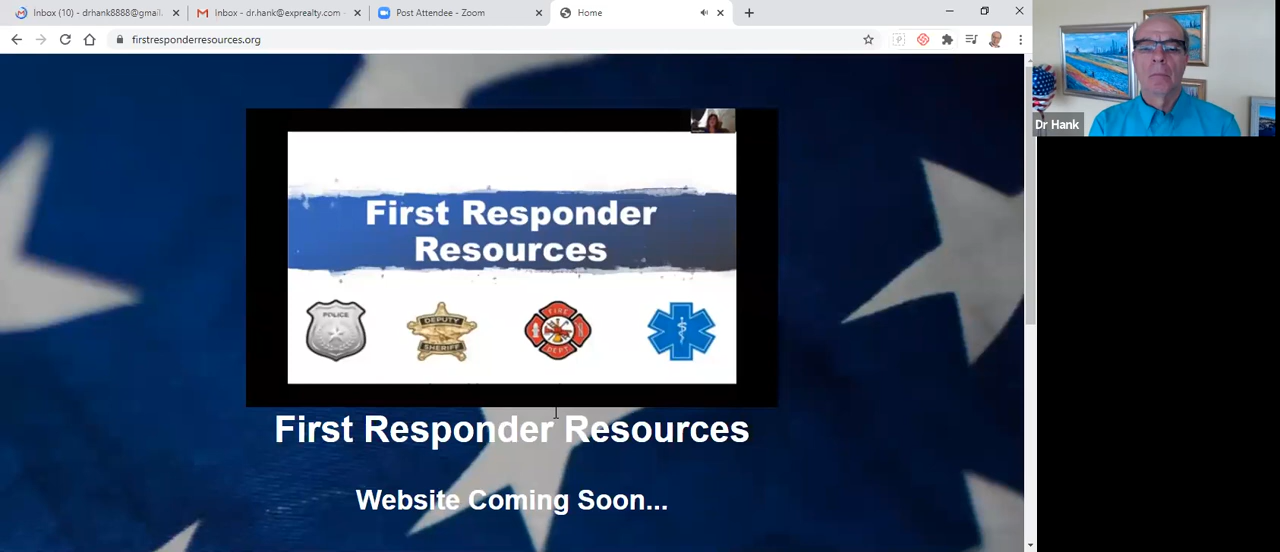 Inbox (10) - drhank8888@gmail.
Inbox - dr.hank@exprealty.com -
Post Attendee - Zoom
Home
firstresponderresources.org
Dr Hank
First Responder
Resources
POLICE
DEPUTY
SHERIFF
FIRE
DEPT.
First Responder Resources
Website Coming Soon...